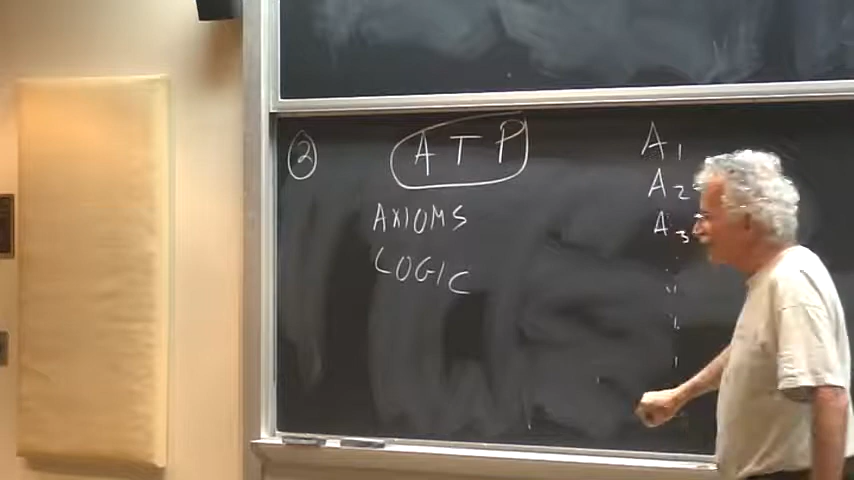 ② ATP
AXIOMS
LOGIC
A₁
A₂
A₃